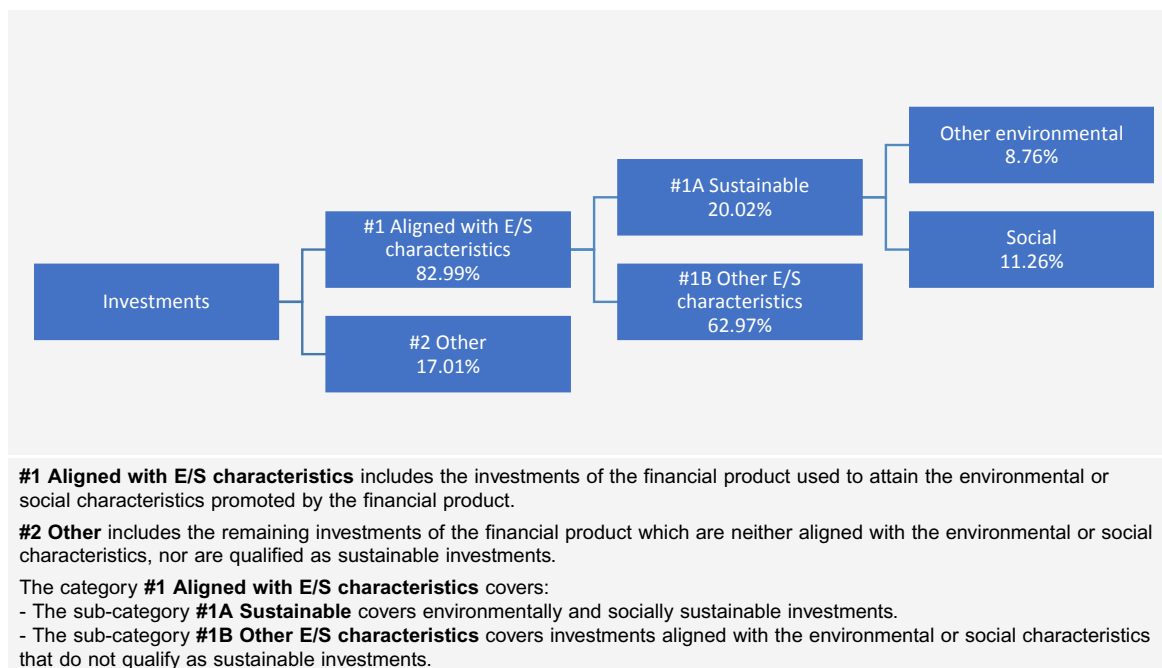 Investments
#1 Aligned with E/S
characteristics
82.99%
#2 Other
17.01%
#1A Sustainable
20.02%
#1B Other E/S
characteristics
62.97%
Other environmental
8.76%
Social
11.26%
#1 Aligned with E/S characteristics includes the investments of the financial product used to attain the environmental or
social characteristics promoted by the financial product.
#2 Other includes the remaining investments of the financial product which are neither aligned with the environmental or social
characteristics, nor are qualified as sustainable investments.
The category #1 Aligned with E/S characteristics covers:
- The sub-category #1A Sustainable covers environmentally and socially sustainable investments.
- The sub-category #1B Other E/S characteristics covers investments aligned with the environmental or social characteristics
that do not qualify as sustainable investments.